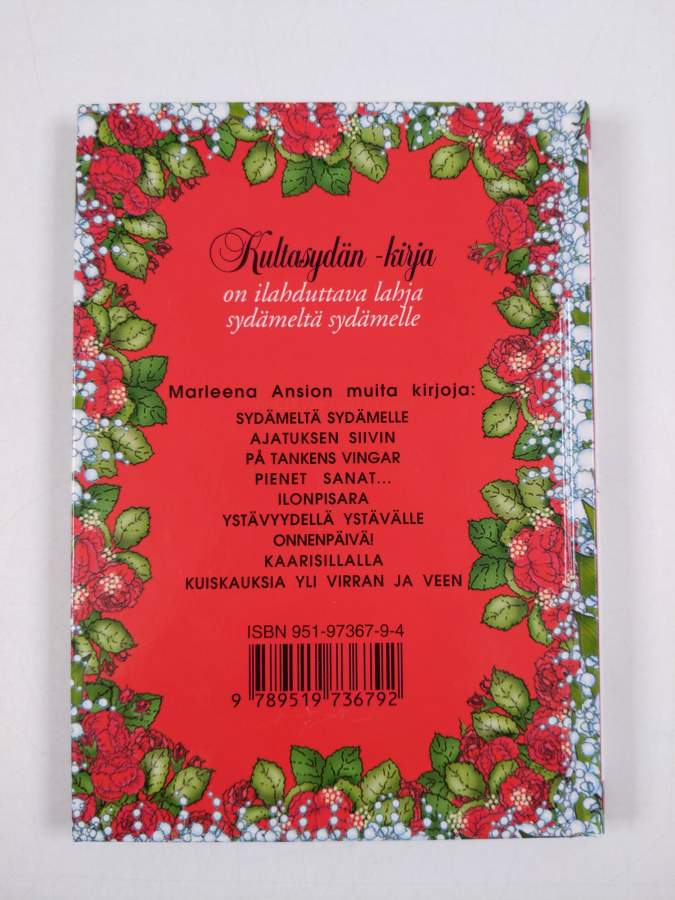 Kultasydän -kirja
on ilahduttava lahja
sydämeltä sydämelle
Marleena Ansion muita kirjoja:
SYDÄMELTÄ SYDÄMELLE
AJATUKSEN SIIVIN
PÅ TANKENS VINGAR
PIENET SANAT...
ILONPISARA
YSTÄVYYDELLÄ YSTÄVÄLLE
ONNENPÄIVÄ!
KAARISILLALLA
KUISKAUKSIA YLI VIRRAN JA VEEN
ISBN 951-97367-9-4
9 789519 736792